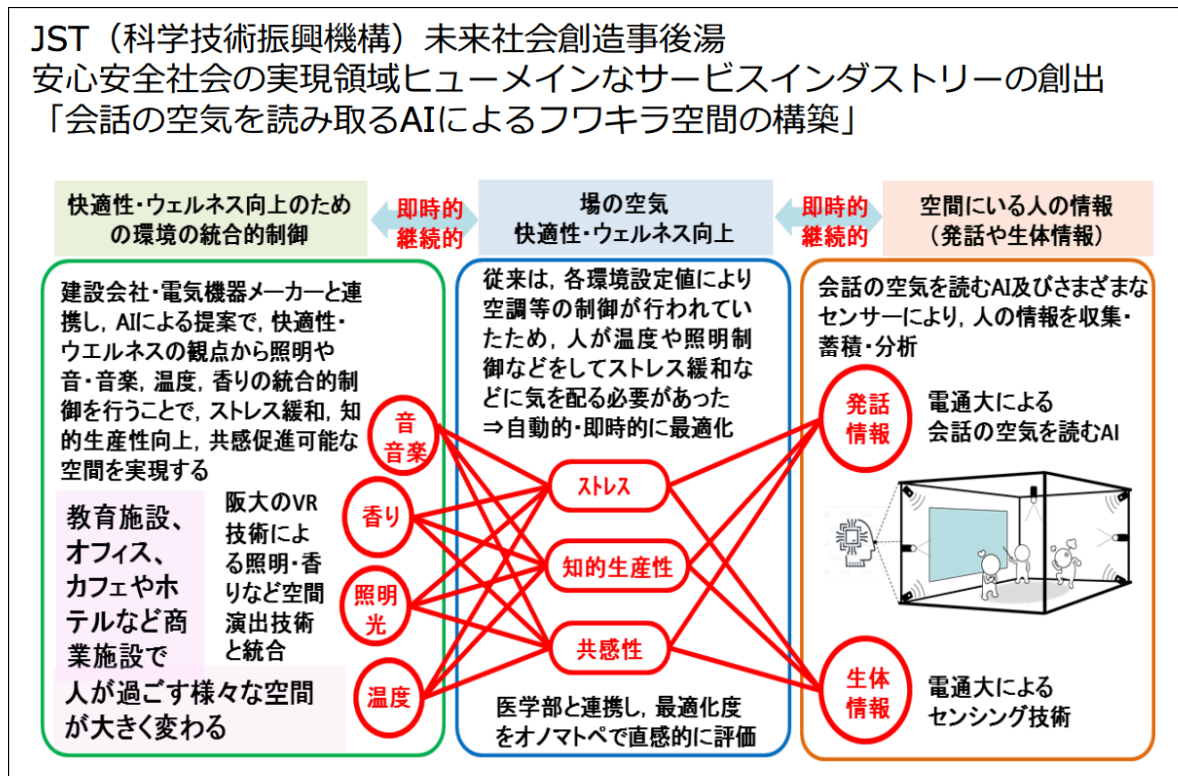 JST（科学技術振興機構）未来社会創造事後湯
安心安全社会の実現領域ヒューメインなサービスインダストリーの創出
「会話の空気を読み取るAIによるフワキラ空間の構築」
快適性・ウェルネス向上のため
の環境の統合的制御
即時的
継続的
場の空気
快適性・ウェルネス向上
即時的
継続的
空間にいる人の情報
（発話や生体情報）
建設会社・電気機器メーカーと連
携し，AIによる提案で，快適性・
ウエルネスの観点から照明や
音・音楽，温度，香りの統合的制
御を行うことで，ストレス緩和，知
的生産性向上，共感促進可能な
空間を実現する
教育施設、
オフィス、
カフェやホ
テルなど商
業施設で
人が過ごす様々な空間
が大きく変わる
阪大のVR
技術によ
る照明・香
りなど空間
演出技術
と統合
音
音楽
香り
照明
光
温度
従来は，各環境設定値により
空調等の制御が行われてい
たため，人が温度や照明制
御などをしてストレス緩和な
どに気を配る必要があった
⇒自動的・即時的に最適化
ストレス
知的生産性
共感性
医学部と連携し，最適化度
をオノマトペで直感的に評価
会話の空気を読むAI及びさまざまな
センサーにより，人の情報を収集・
蓄積・分析
発話
情報
電通大による
会話の空気を読むAI
生体
情報
電通大による
センシング技術